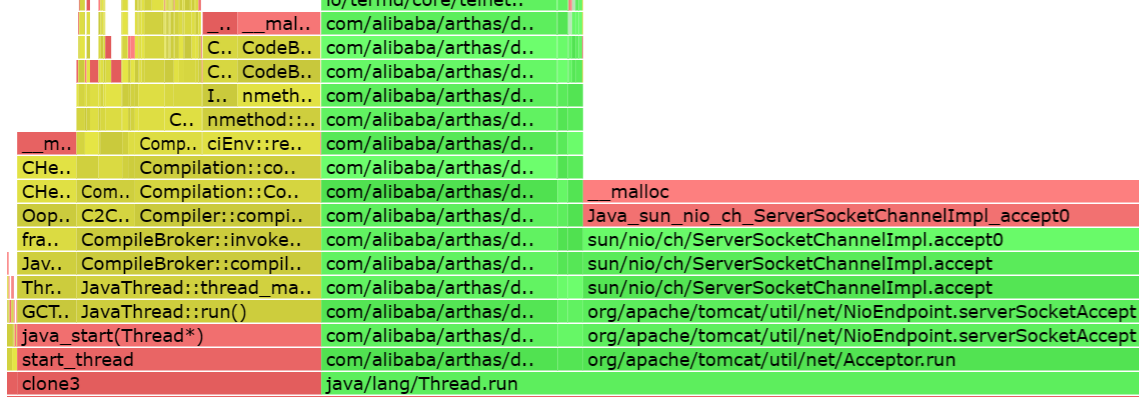 io/termd/core/telnet..
_.. __mal.. com/alibaba/arthas/d..
C.. CodeB.. com/alibaba/arthas/d..
C.. CodeB.. com/alibaba/arthas/d..
I.. nmeth.. com/alibaba/arthas/d..
C.. nmethod::.. com/alibaba/arthas/d..
__m.. Comp.. ciEnv::re.. com/alibaba/arthas/d..
CHe.. Compilation::co.. com/alibaba/arthas/d..
CHe.. Com.. Compilation::Co.. com/alibaba/arthas/d.. __malloc
Oop.. C2C.. Compiler::compi.. com/alibaba/arthas/d.. Java_sun_nio_ch_ServerSocketChannelImpl_accept0
fra.. CompileBroker::invoke.. com/alibaba/arthas/d.. sun/nio/ch/ServerSocketChannelImpl.accept0
Jav.. CompileBroker::compil.. com/alibaba/arthas/d.. sun/nio/ch/ServerSocketChannelImpl.accept
Thr.. JavaThread::thread_ma.. com/alibaba/arthas/d.. sun/nio/ch/ServerSocketChannelImpl.accept
GCT.. JavaThread::run() com/alibaba/arthas/d.. org/apache/tomcat/util/net/NioEndpoint.serverSocketAccept
java_start(Thread*) com/alibaba/arthas/d.. org/apache/tomcat/util/net/NioEndpoint.serverSocketAccept
start_thread com/alibaba/arthas/d.. org/apache/tomcat/util/net/Acceptor.run
clone3 java/lang/Thread.run